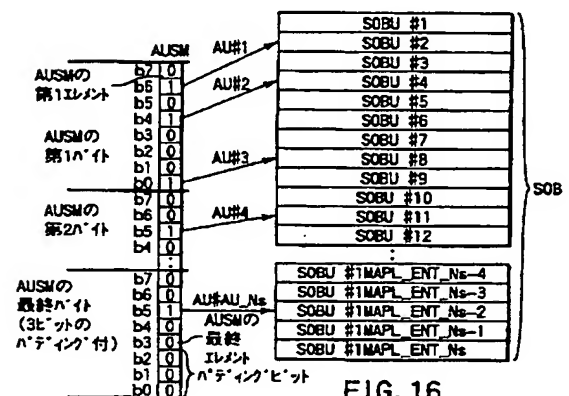 AUSM
AUSMの
第1エレメント
AUSMの
第1バイト
AUSMの
第2バイト
AUSMの
最終バイト
(3ビットの
パディング付)
b7 0
b6 1
b5 0
b4 1
b3 0
b2 0
b1 0
b0 1
b7 0
b6 0
b5 1
b4 0
:
b7 0
b6 0
b5 1
b4 0
b3 0
b2 0
b1 0
b0 0
AU#1
AU#2
AU#3
AU#4
AU$AU_Ns
AUSMの
最終
エレメント
パディングビット
SOBU #1
SOBU #2
SOBU #3
SOBU #4
SOBU #5
SOBU #6
SOBU #7
SOBU #8
SOBU #9
SOBU #10
SOBU #11
SOBU #12
:
SOBU #1MAPL_ENT_Ns-4
SOBU #1MAPL_ENT_Ns-3
SOBU #1MAPL_ENT_Ns-2
SOBU #1MAPL_ENT_Ns-1
SOBU #1MAPL_ENT_Ns
SOB
FIG. 16